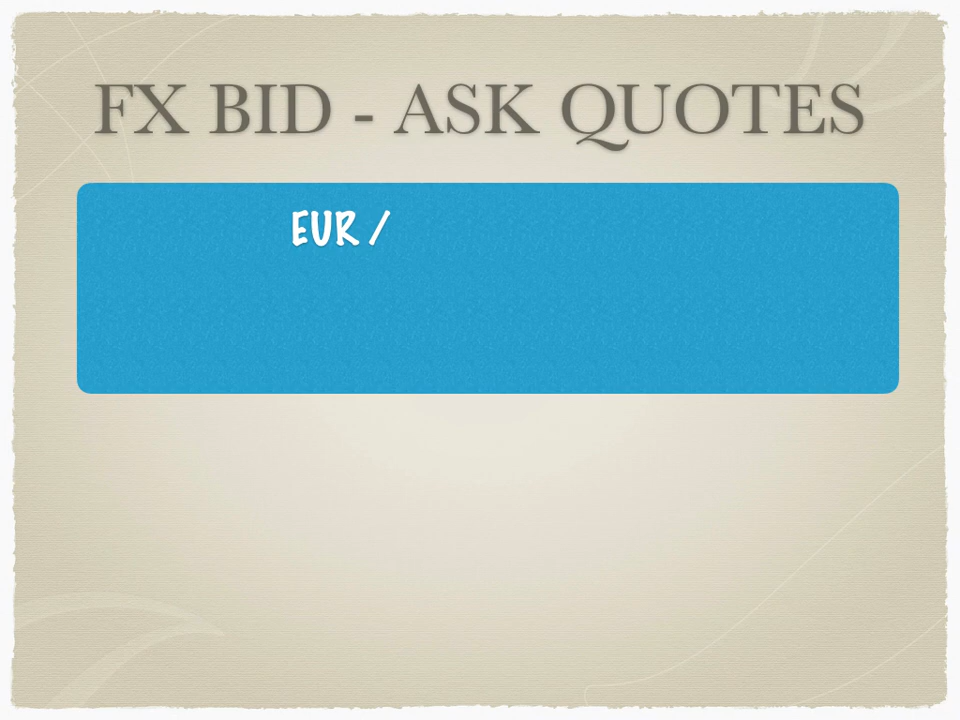 FX BID - ASK QUOTES
EUR /